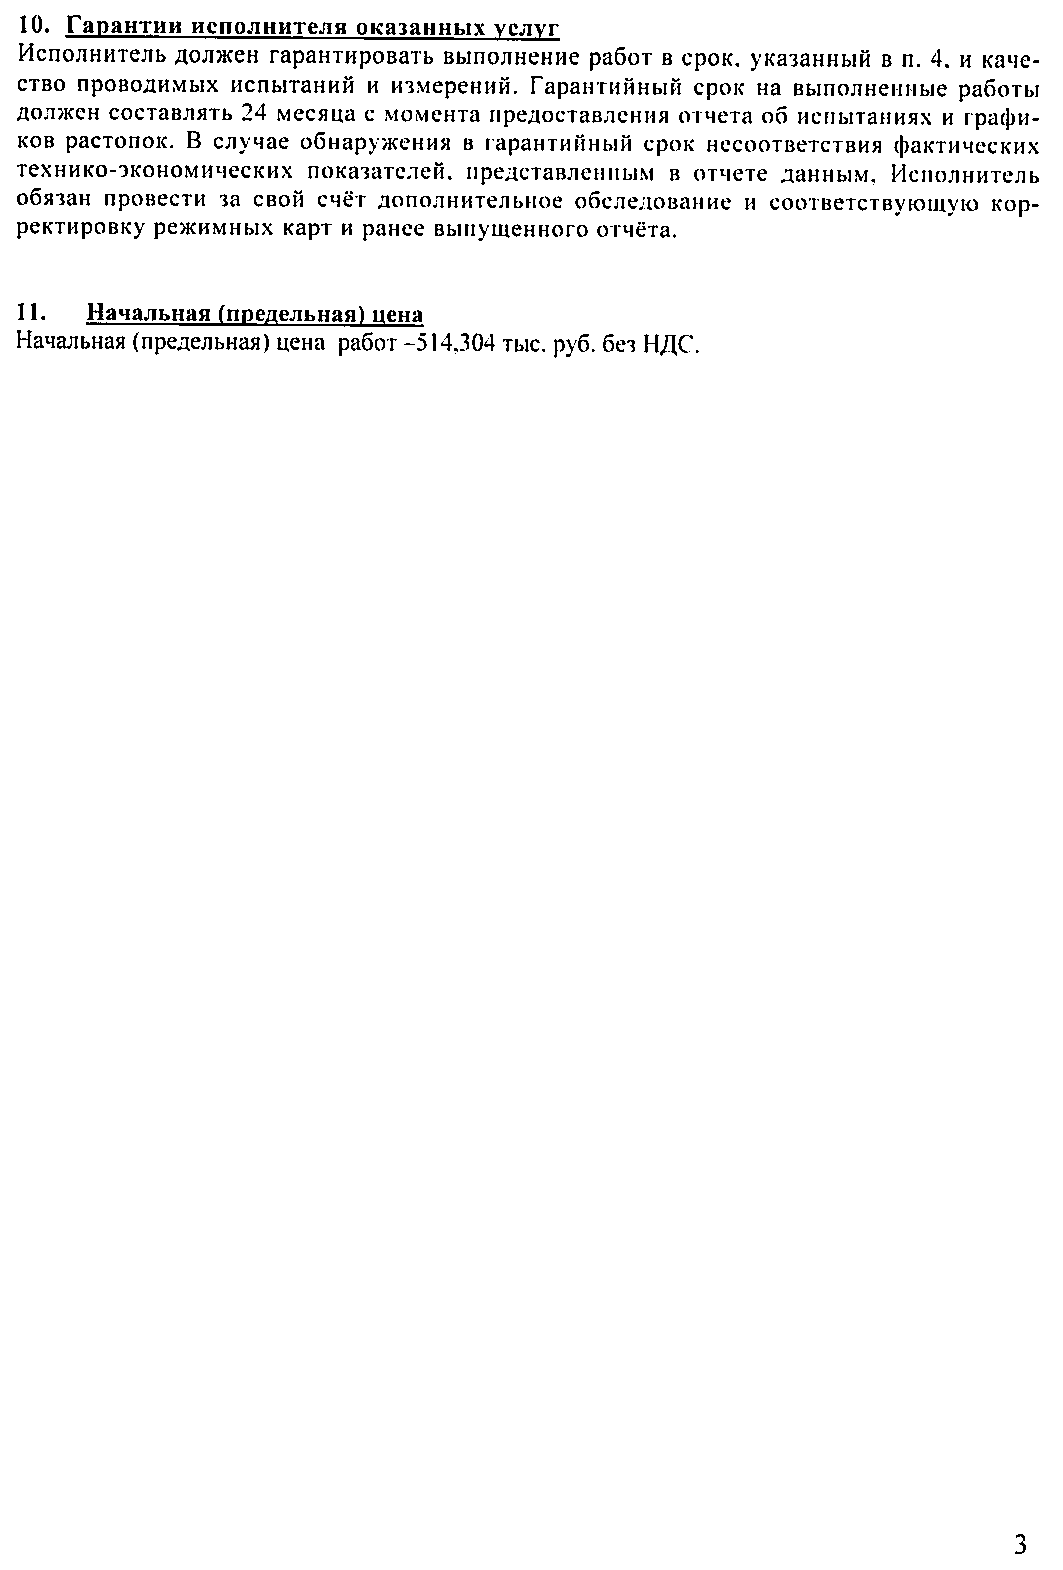 10. Гарантии исполнителя оказанных услуг
Исполнитель должен гарантировать выполнение работ в срок, указанный в п. 4, и каче-
ство проводимых испытаний и измерений. Гарантийный срок на выполненные работы
должен составлять 24 месяца с момента предоставления отчета об испытаниях и графи-
ков растопок. В случае обнаружения в гарантийный срок несоответствия фактических
технико-экономических показателей, представленным в отчете данным, Исполнитель
обязан провести за свой счёт дополнительное обследование и соответствующую кор-
ректировку режимных карт и ранее выпущенного отчёта.
11. Начальная (предельная) цена
Начальная (предельная) цена работ –514,304 тыс. руб. без НДС.
3